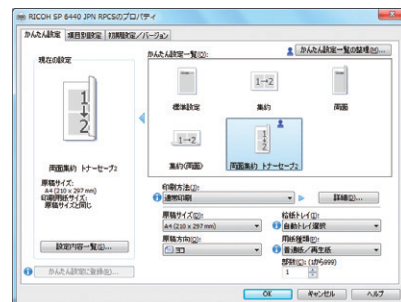 RICOH SP 6440 JPN RPCSのプロパティ
かんたん設定 項目別設定 初期設定/バージョン
現在の設定
1
2
両面集約 トナーセーブ2
原稿サイズ:
A4 (210 x 297 mm)
印刷用紙サイズ:
原稿サイズと同じ
設定内容一覧(S)...
かんたん設定に登録(R)...
かんたん設定一覧(Q):
かんたん設定一覧の整理(M)...
標準設定
1→2
集約
両面
1→2
集約(両面)
1
2
両面集約 トナーセーブ2
印刷方法(J):
通常印刷
詳細(D)...
原稿サイズ(Z):
A4 (210 x 297 mm)
給紙トレイ(I):
自動トレイ選択
原稿方向(O):
ヨコ
用紙種類(P):
普通紙/再生紙
部数(C): (1から999)
1
OK キャンセル ヘルプ